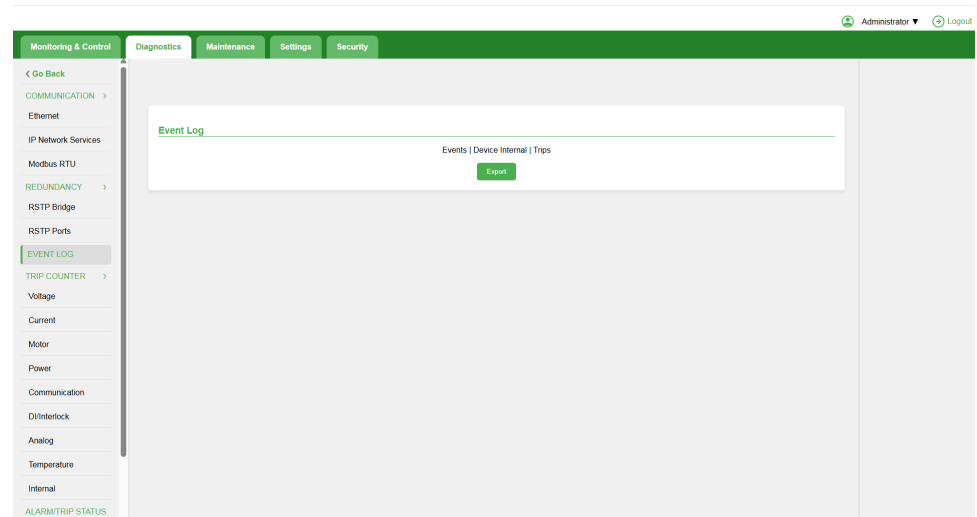 Administrator ▼ Logout
Monitoring & Control Diagnostics Maintenance Settings Security
< Go Back
COMMUNICATION >
Ethernet
IP Network Services
Modbus RTU
REDUNDANCY >
RSTP Bridge
RSTP Ports
EVENT LOG
TRIP COUNTER >
Voltage
Current
Motor
Power
Communication
DI/Interlock
Analog
Temperature
Internal
ALARM/TRIP STATUS
Event Log
Events | Device Internal | Trips
Export